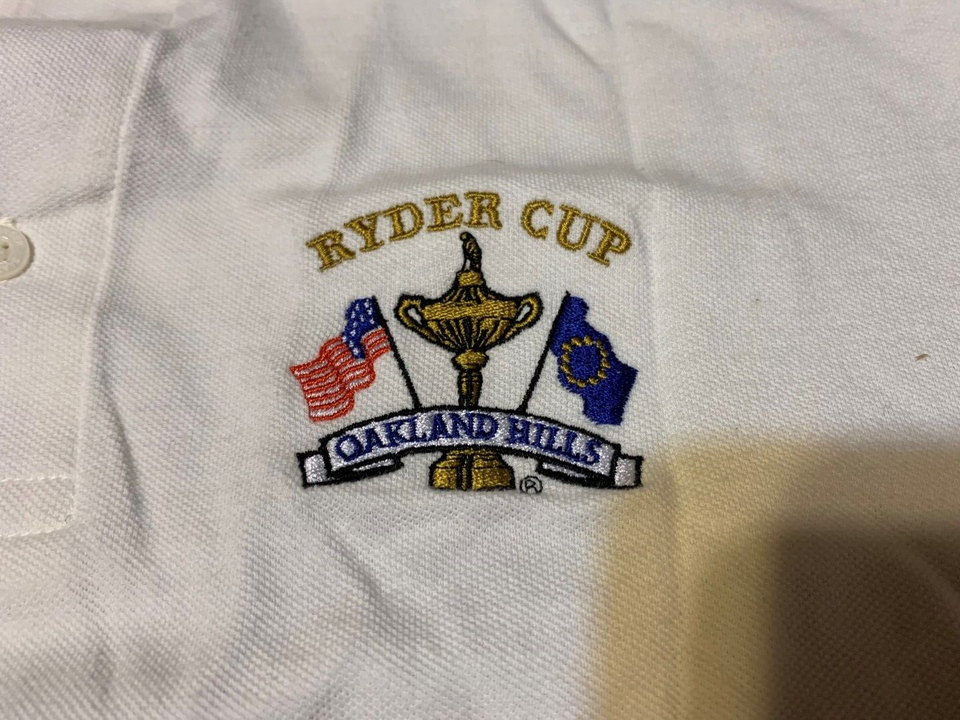 RYDER CUP
OAKLAND HILLS
®